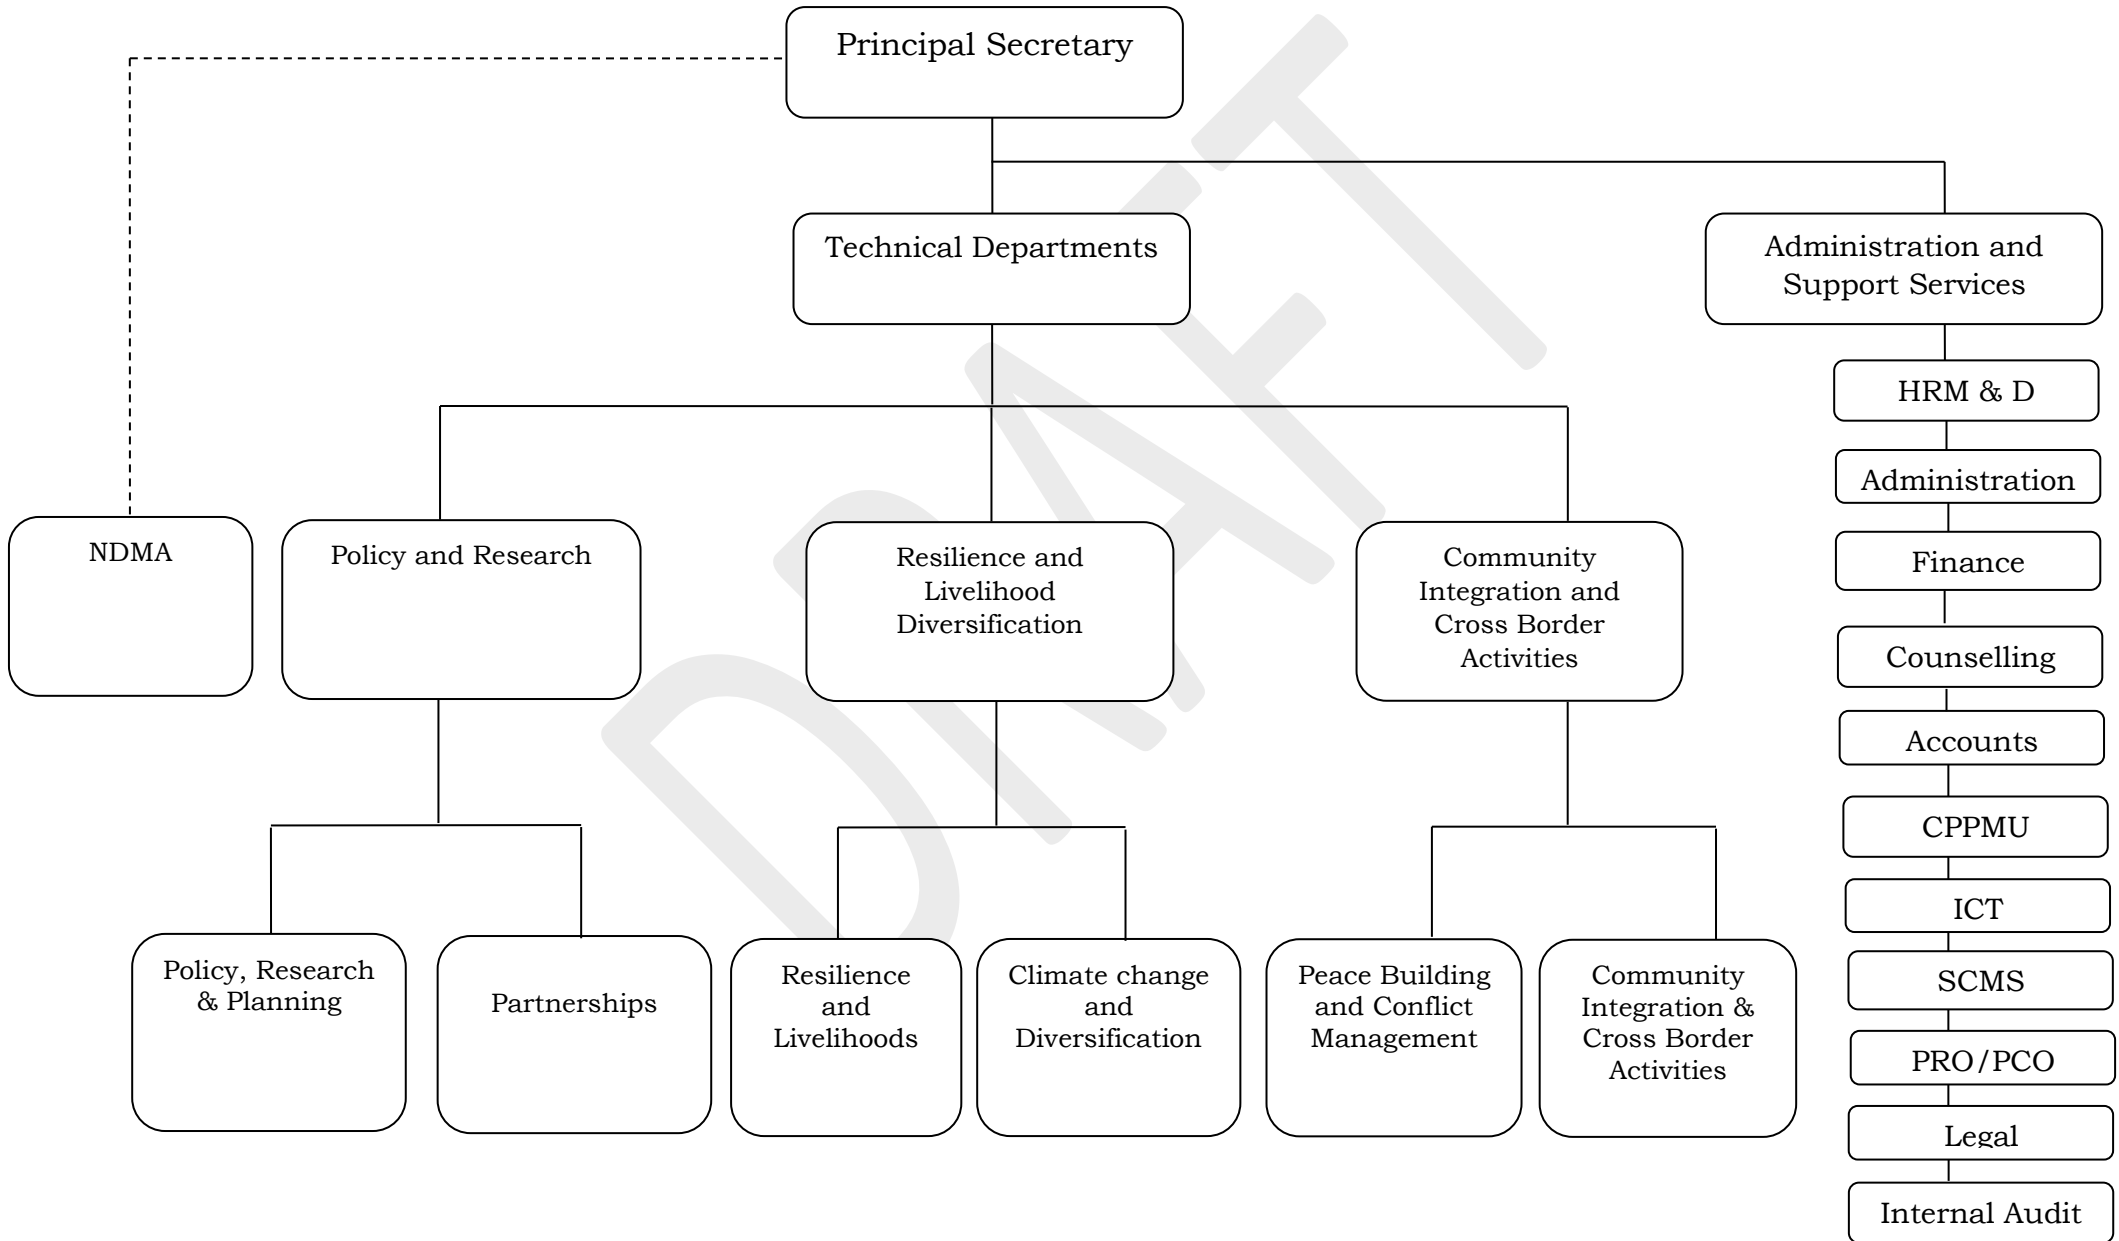 Principal Secretary
Technical Departments
Administration and
Support Services
HRM & D
Administration
Finance
Counselling
Accounts
CPPMU
ICT
SCMS
PRO/PCO
Legal
Internal Audit
NDMA
Policy and Research
Resilience and
Livelihood
Diversification
Community
Integration and
Cross Border
Activities
Policy, Research
& Planning
Partnerships
Resilience
and
Livelihoods
Climate change
and
Diversification
Peace Building
and Conflict
Management
Community
Integration &
Cross Border
Activities
DRAFT